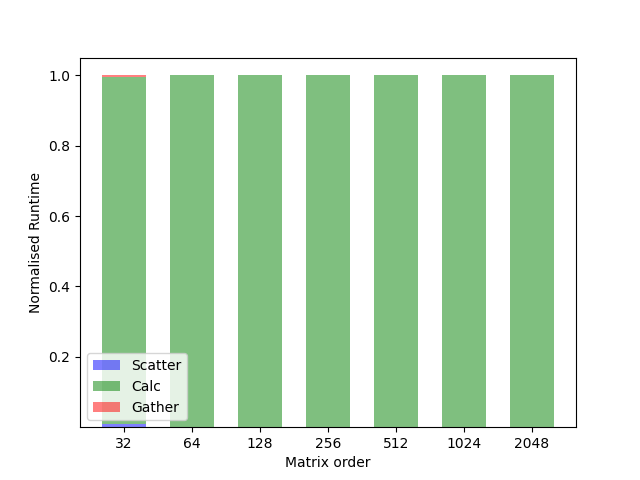 1.0
0.8
0.6
0.4
0.2
Normalised Runtime
Scatter
Calc
Gather
32 64 128 256 512 1024 2048
Matrix order